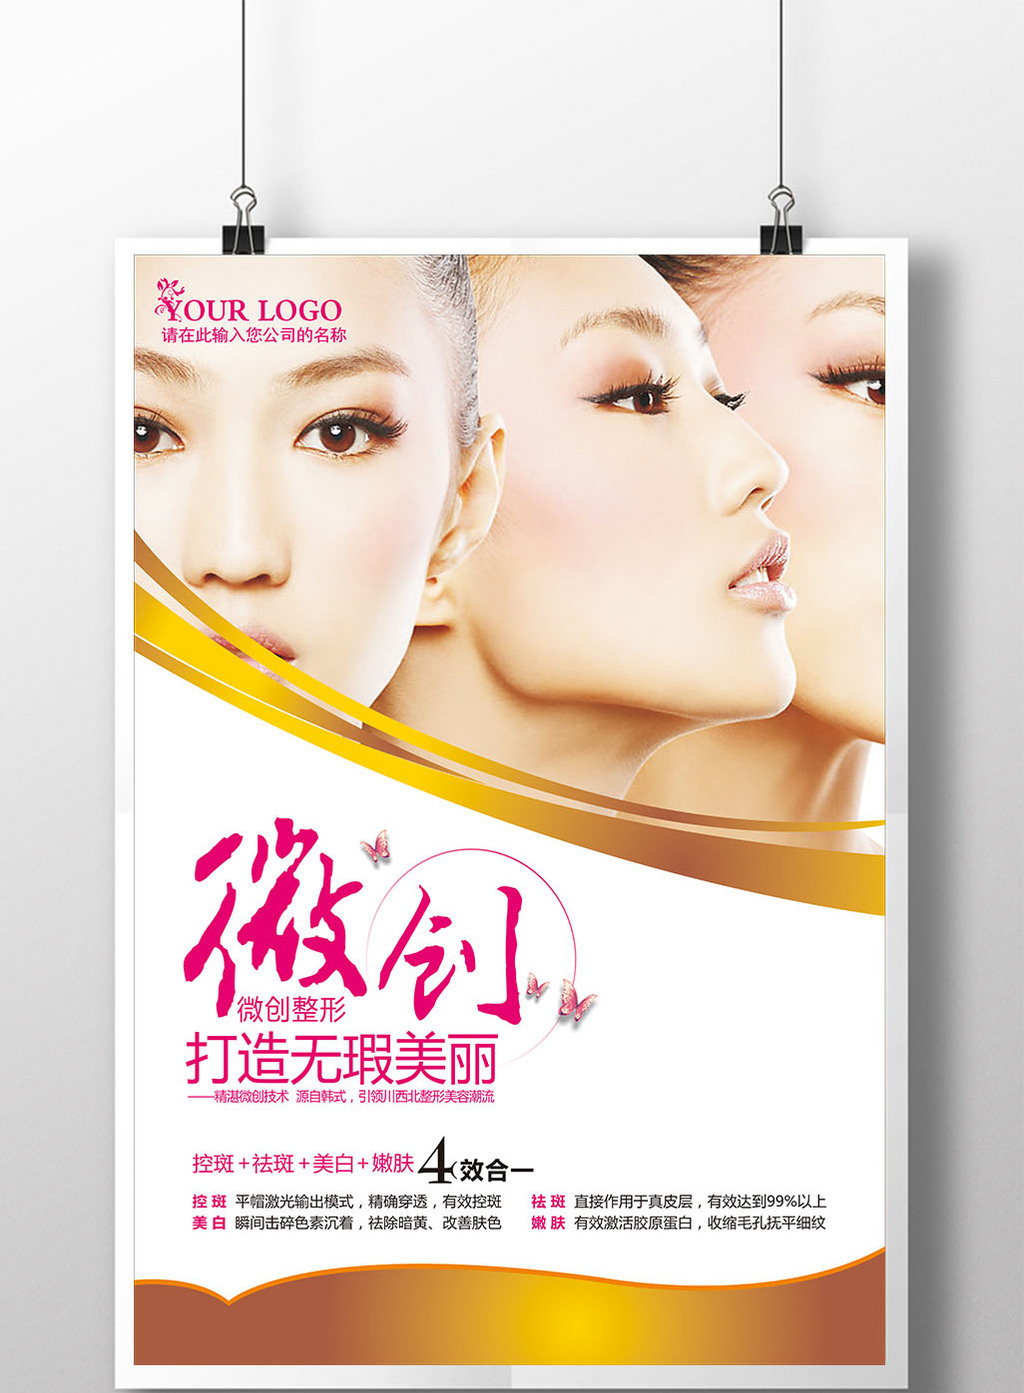 YOUR LOGO
请在此输入您公司的名称
微创
微创整形
打造无瑕美丽
——精湛微创技术 源自韩式，引领川西北整形美容潮流
控斑+祛斑+美白+嫩肤4效合一
控 斑 平帽激光输出模式，精确穿透，有效控斑
祛 斑 直接作用于真皮层，有效达到99%以上
美 白 瞬间击碎色素沉着，祛除暗黄、改善肤色
嫩 肤 有效激活胶原蛋白，收缩毛孔抚平细纹